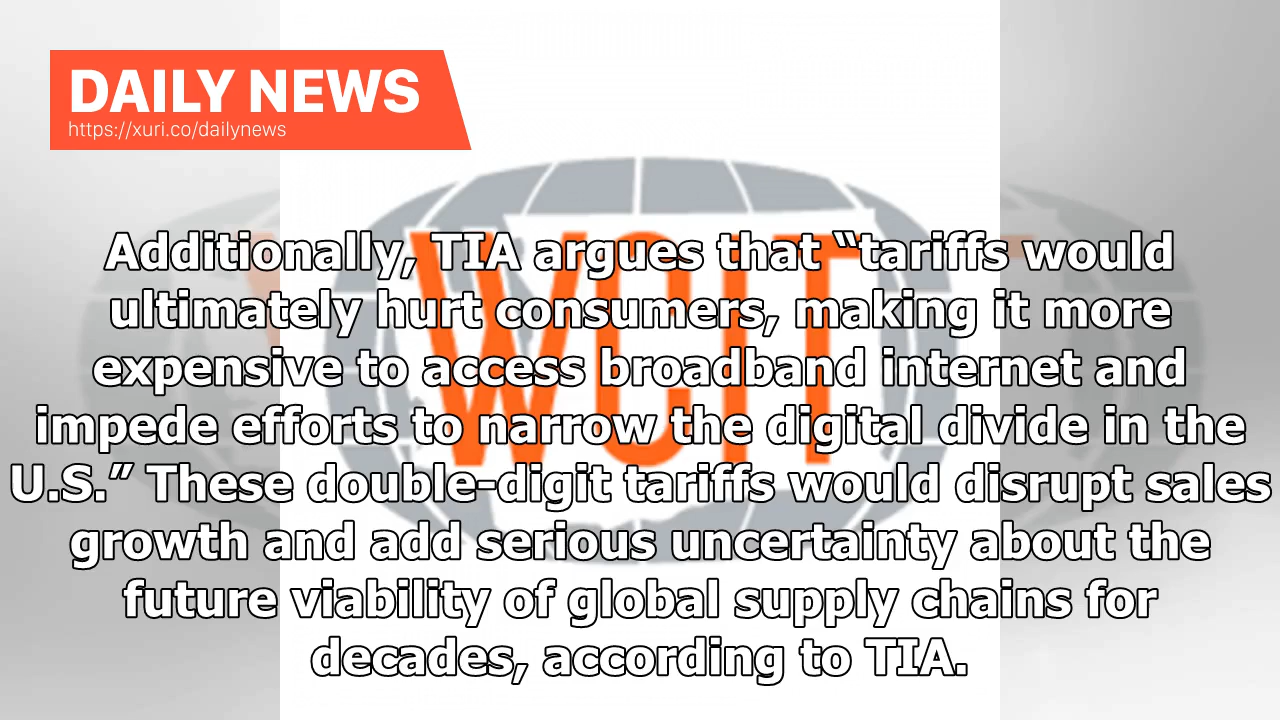 DAILY NEWS
https://xuri.co/dailynews
WCIT
Additionally, TIA argues that “tariffs would
ultimately hurt consumers, making it more
expensive to access broadband internet and
impede efforts to narrow the digital divide in the
U.S.” These double-digit tariffs would disrupt sales
growth and add serious uncertainty about the
future viability of global supply chains for
decades, according to TIA.